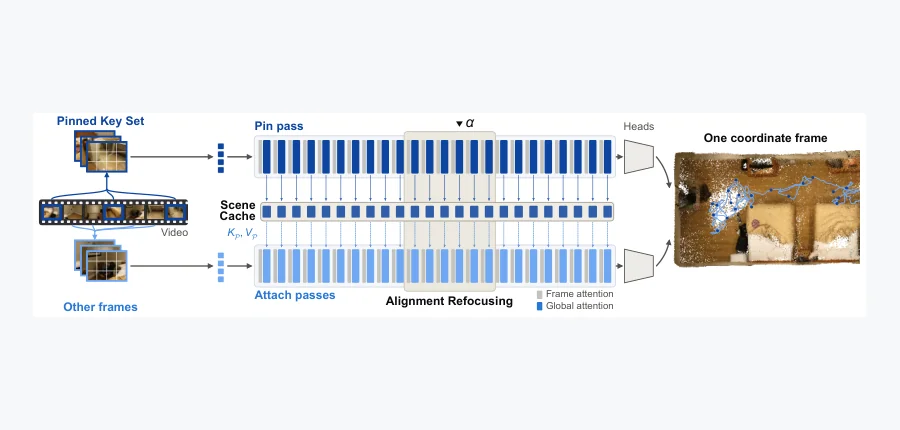 Pinned Key Set
Pin pass
α
Heads
One coordinate frame
Scene
Cache
K_P, V_P
Video
Attach passes
Alignment Refocusing
Other frames
Frame attention
Global attention